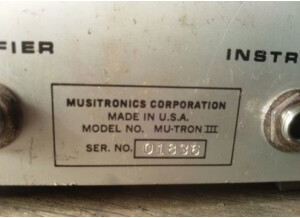 FIER
INSTR
MUSITRONICS CORPORATION
MADE IN U.S.A.
MODEL NO. MU-TRON III
SER. NO. 01836